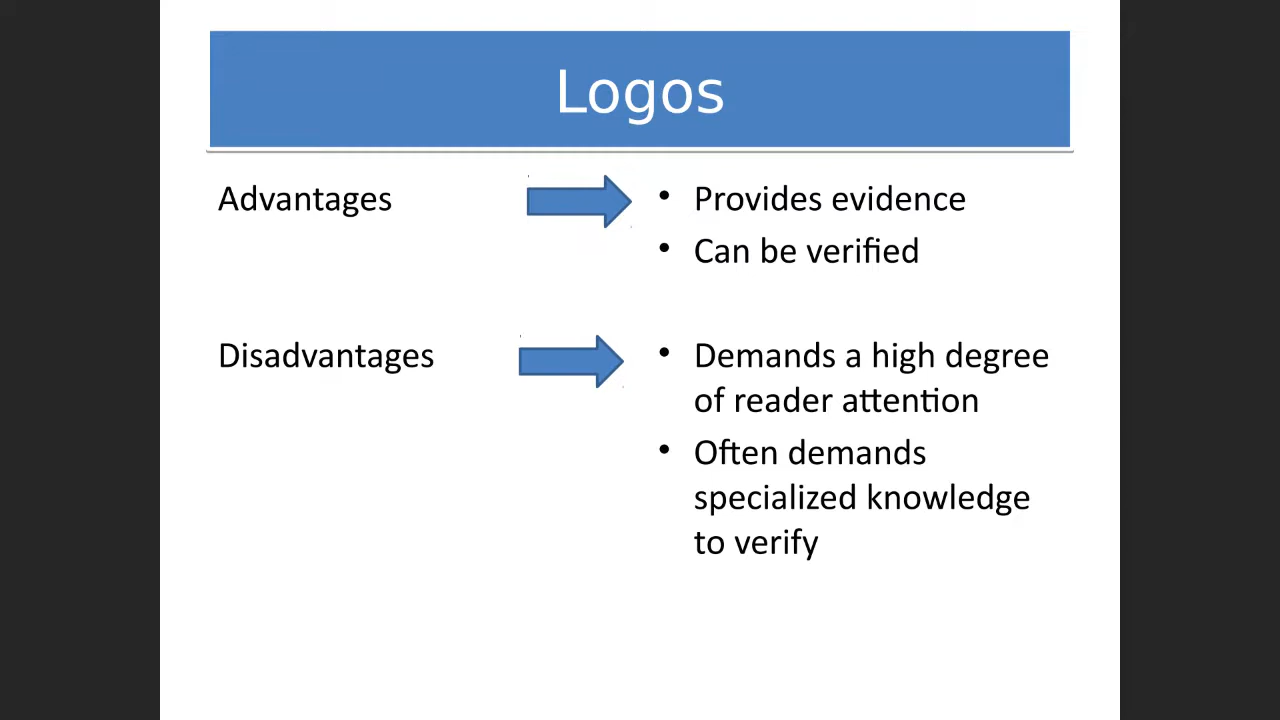 Logos
Advantages
• Provides evidence
• Can be verified
Disadvantages
• Demands a high degree
of reader attention
• Often demands
specialized knowledge
to verify